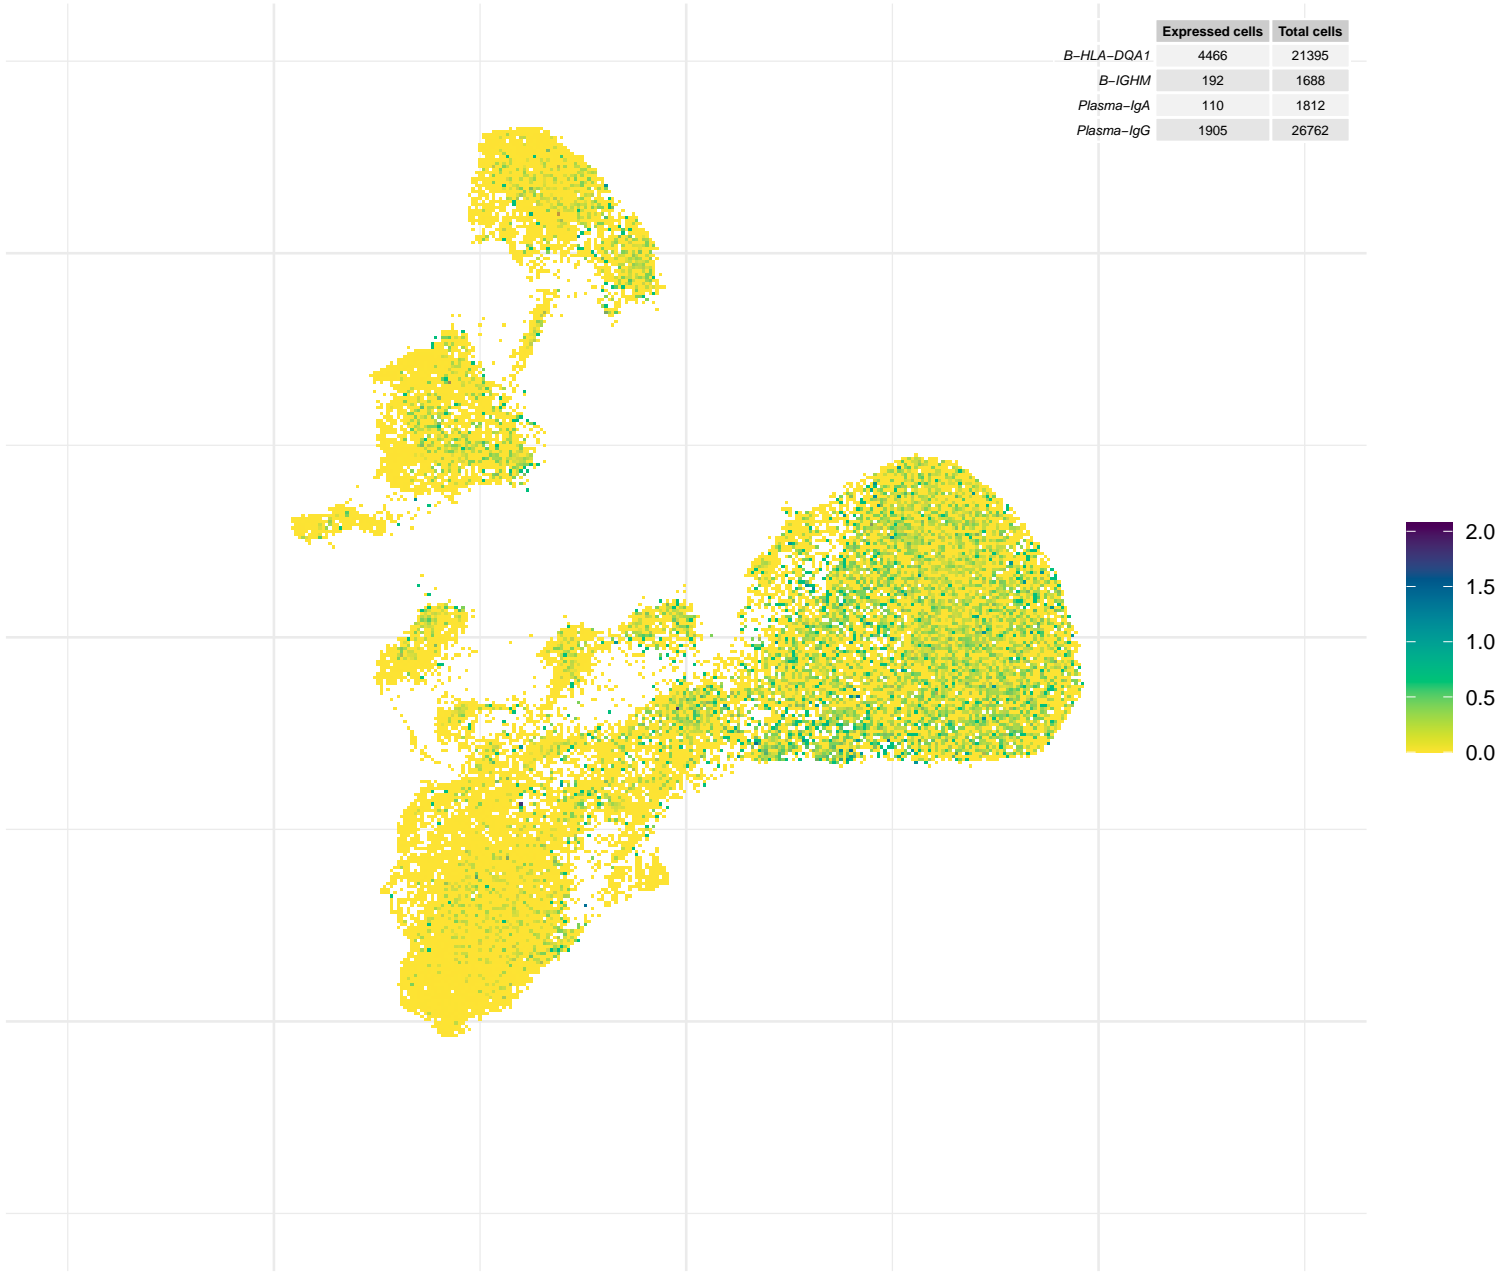 Expressed cells Total cells
B−HLA−DQA1 4466 21395
B−IGHM 192 1688
Plasma−IgA 110 1812
Plasma−IgG 1905 26762
2.0
1.5
1.0
0.5
0.0